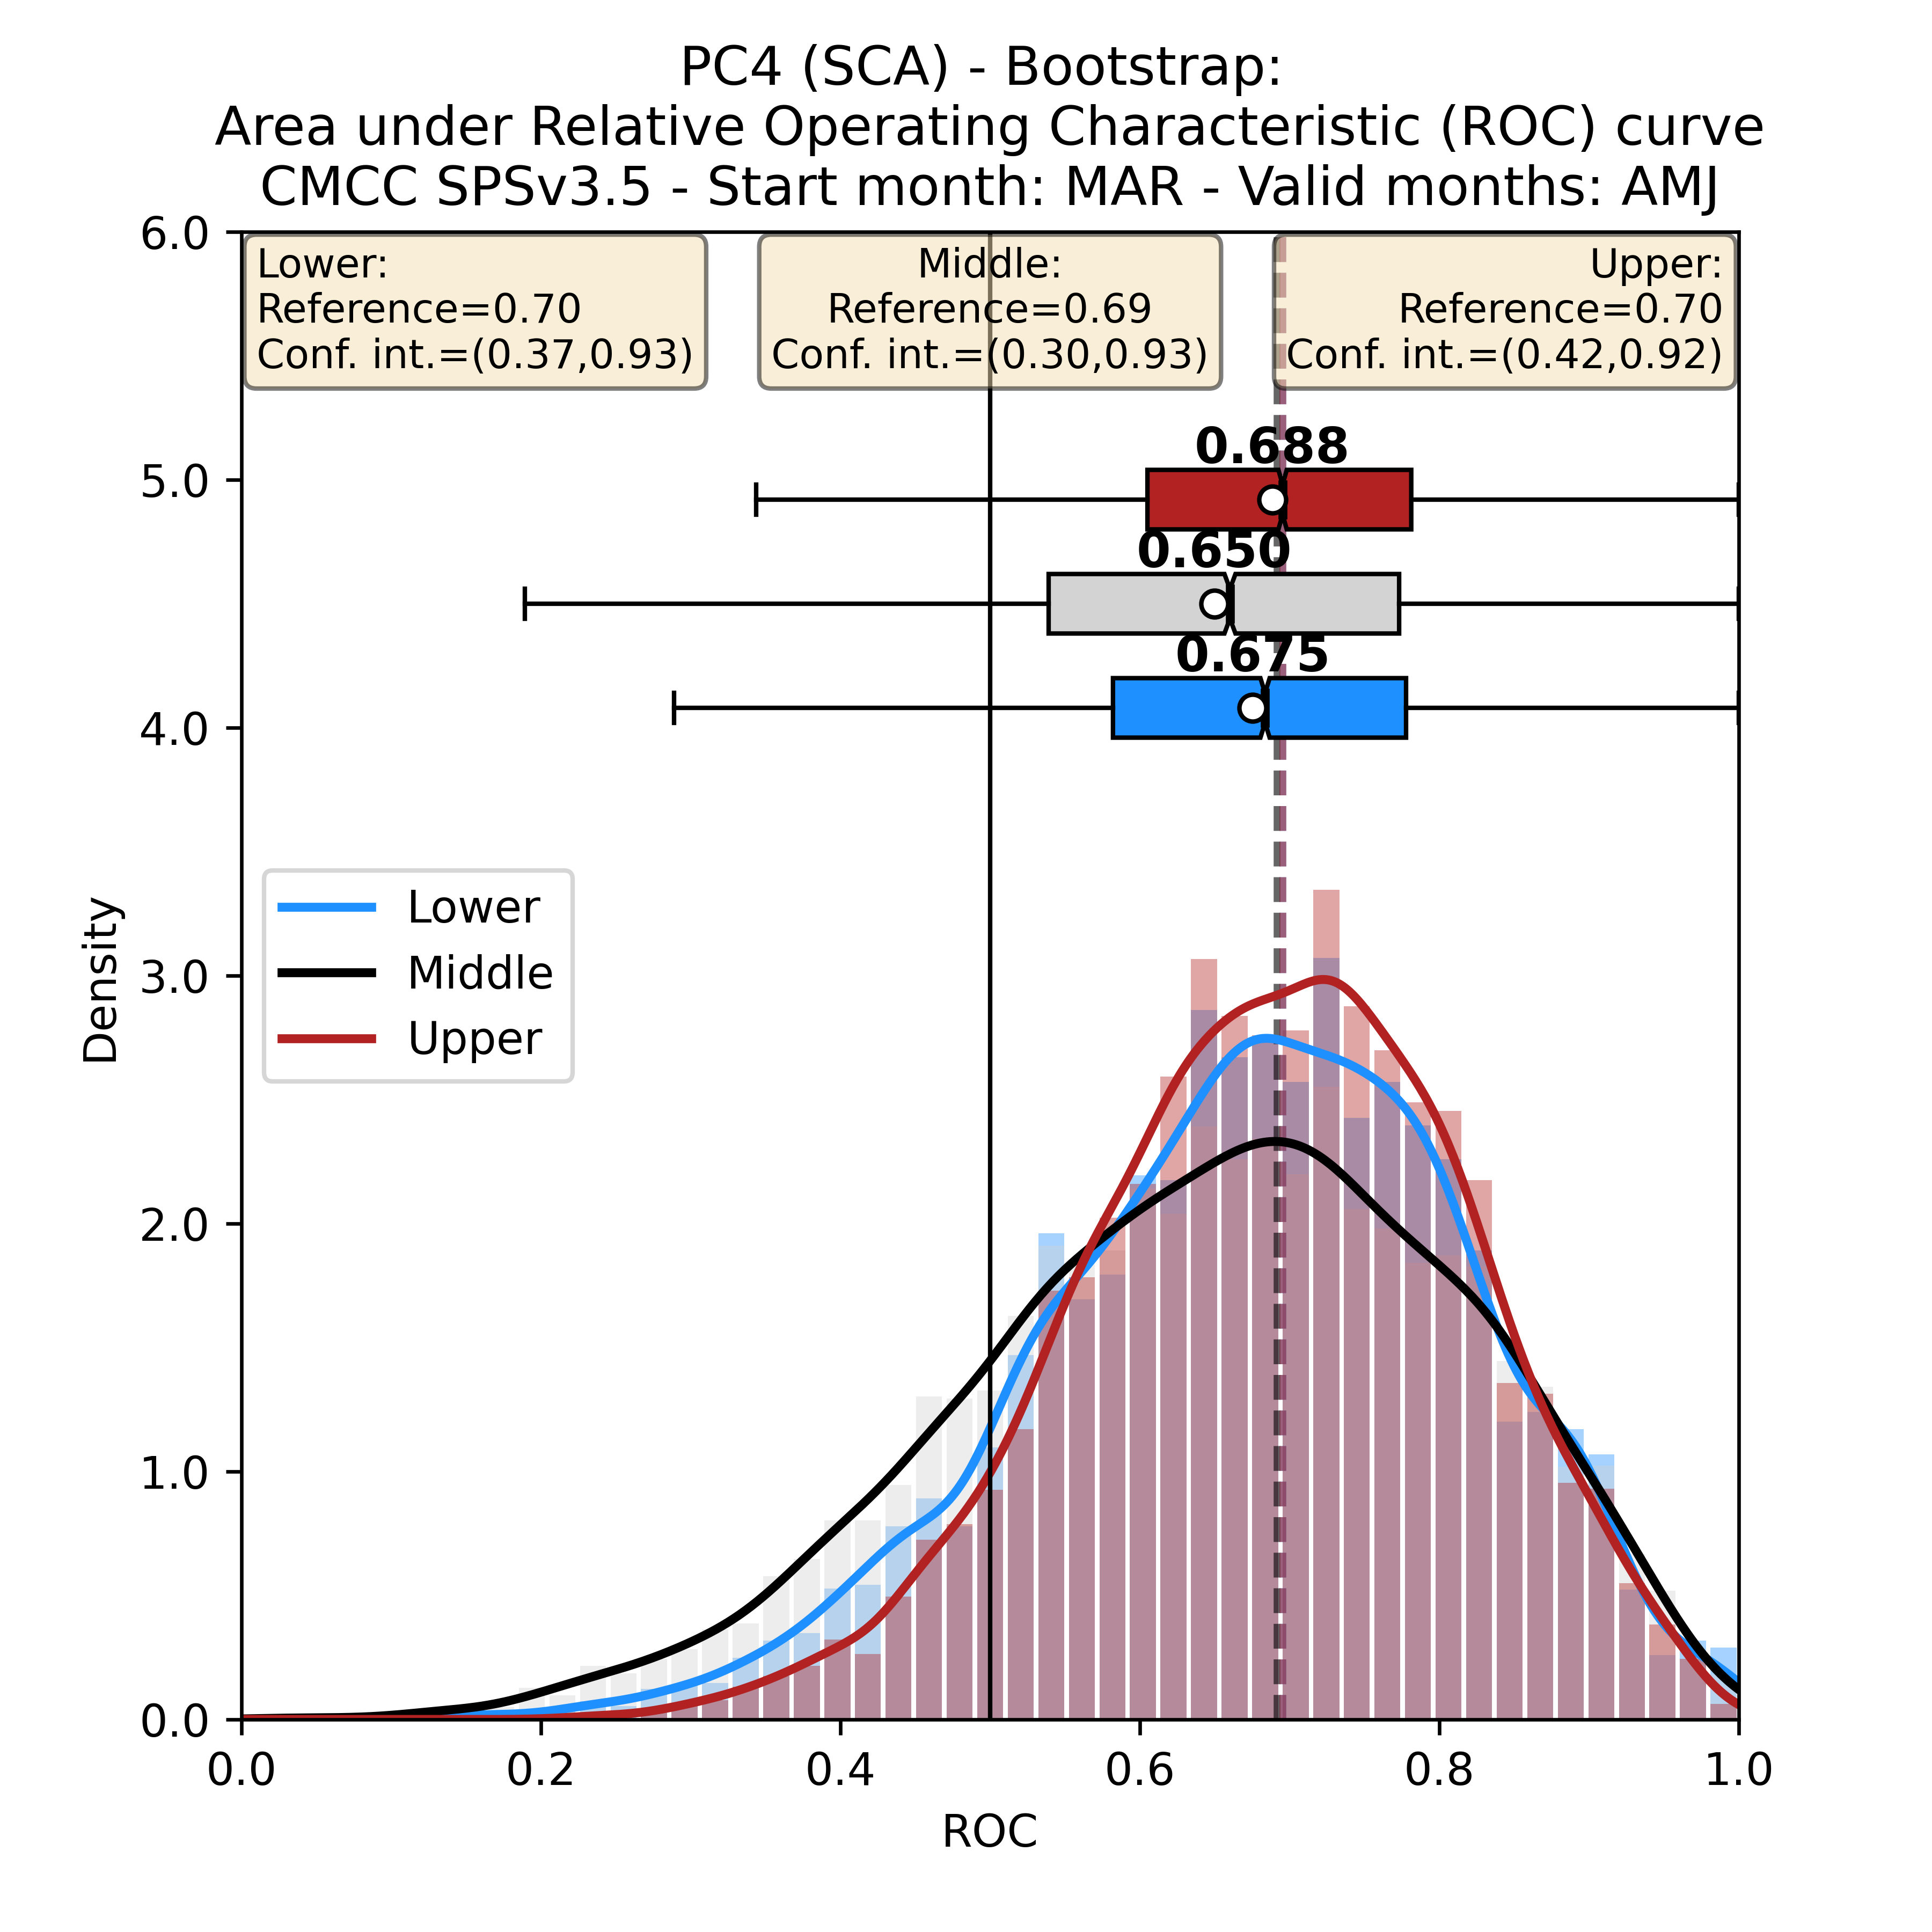 PC4 (SCA) - Bootstrap:
Area under Relative Operating Characteristic (ROC) curve
CMCC SPSv3.5 - Start month: MAR - Valid months: AMJ
6.0
Lower:
Reference=0.70
Conf. int.=(0.37,0.93)
Middle:
Reference=0.69
Conf. int.=(0.30,0.93)
Upper:
Reference=0.70
Conf. int.=(0.42,0.92)
0.688
5.0
0.650
0.675
4.0
Lower
Middle
Upper
Density
3.0
2.0
1.0
0.0
0.0 0.2 0.4 0.6 0.8 1.0
ROC